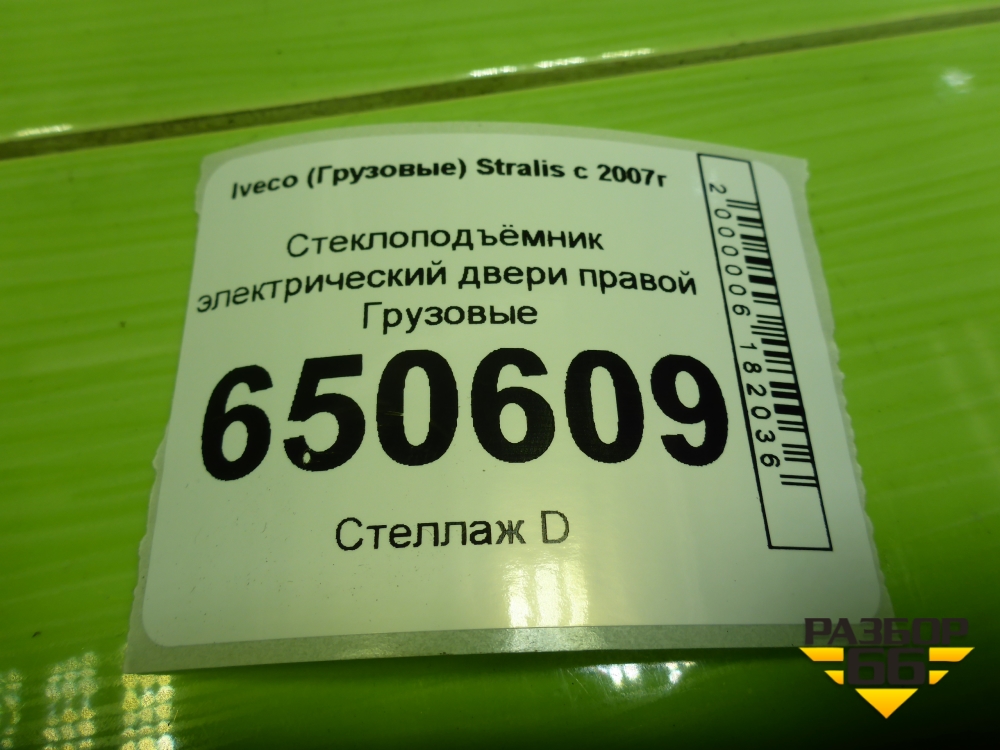 Iveco (Грузовые) Stralis с 2007г
Стеклоподъёмник
электрический двери правой
Грузовые
650609
Стеллаж D
2000006182036
РАЗБОР
66